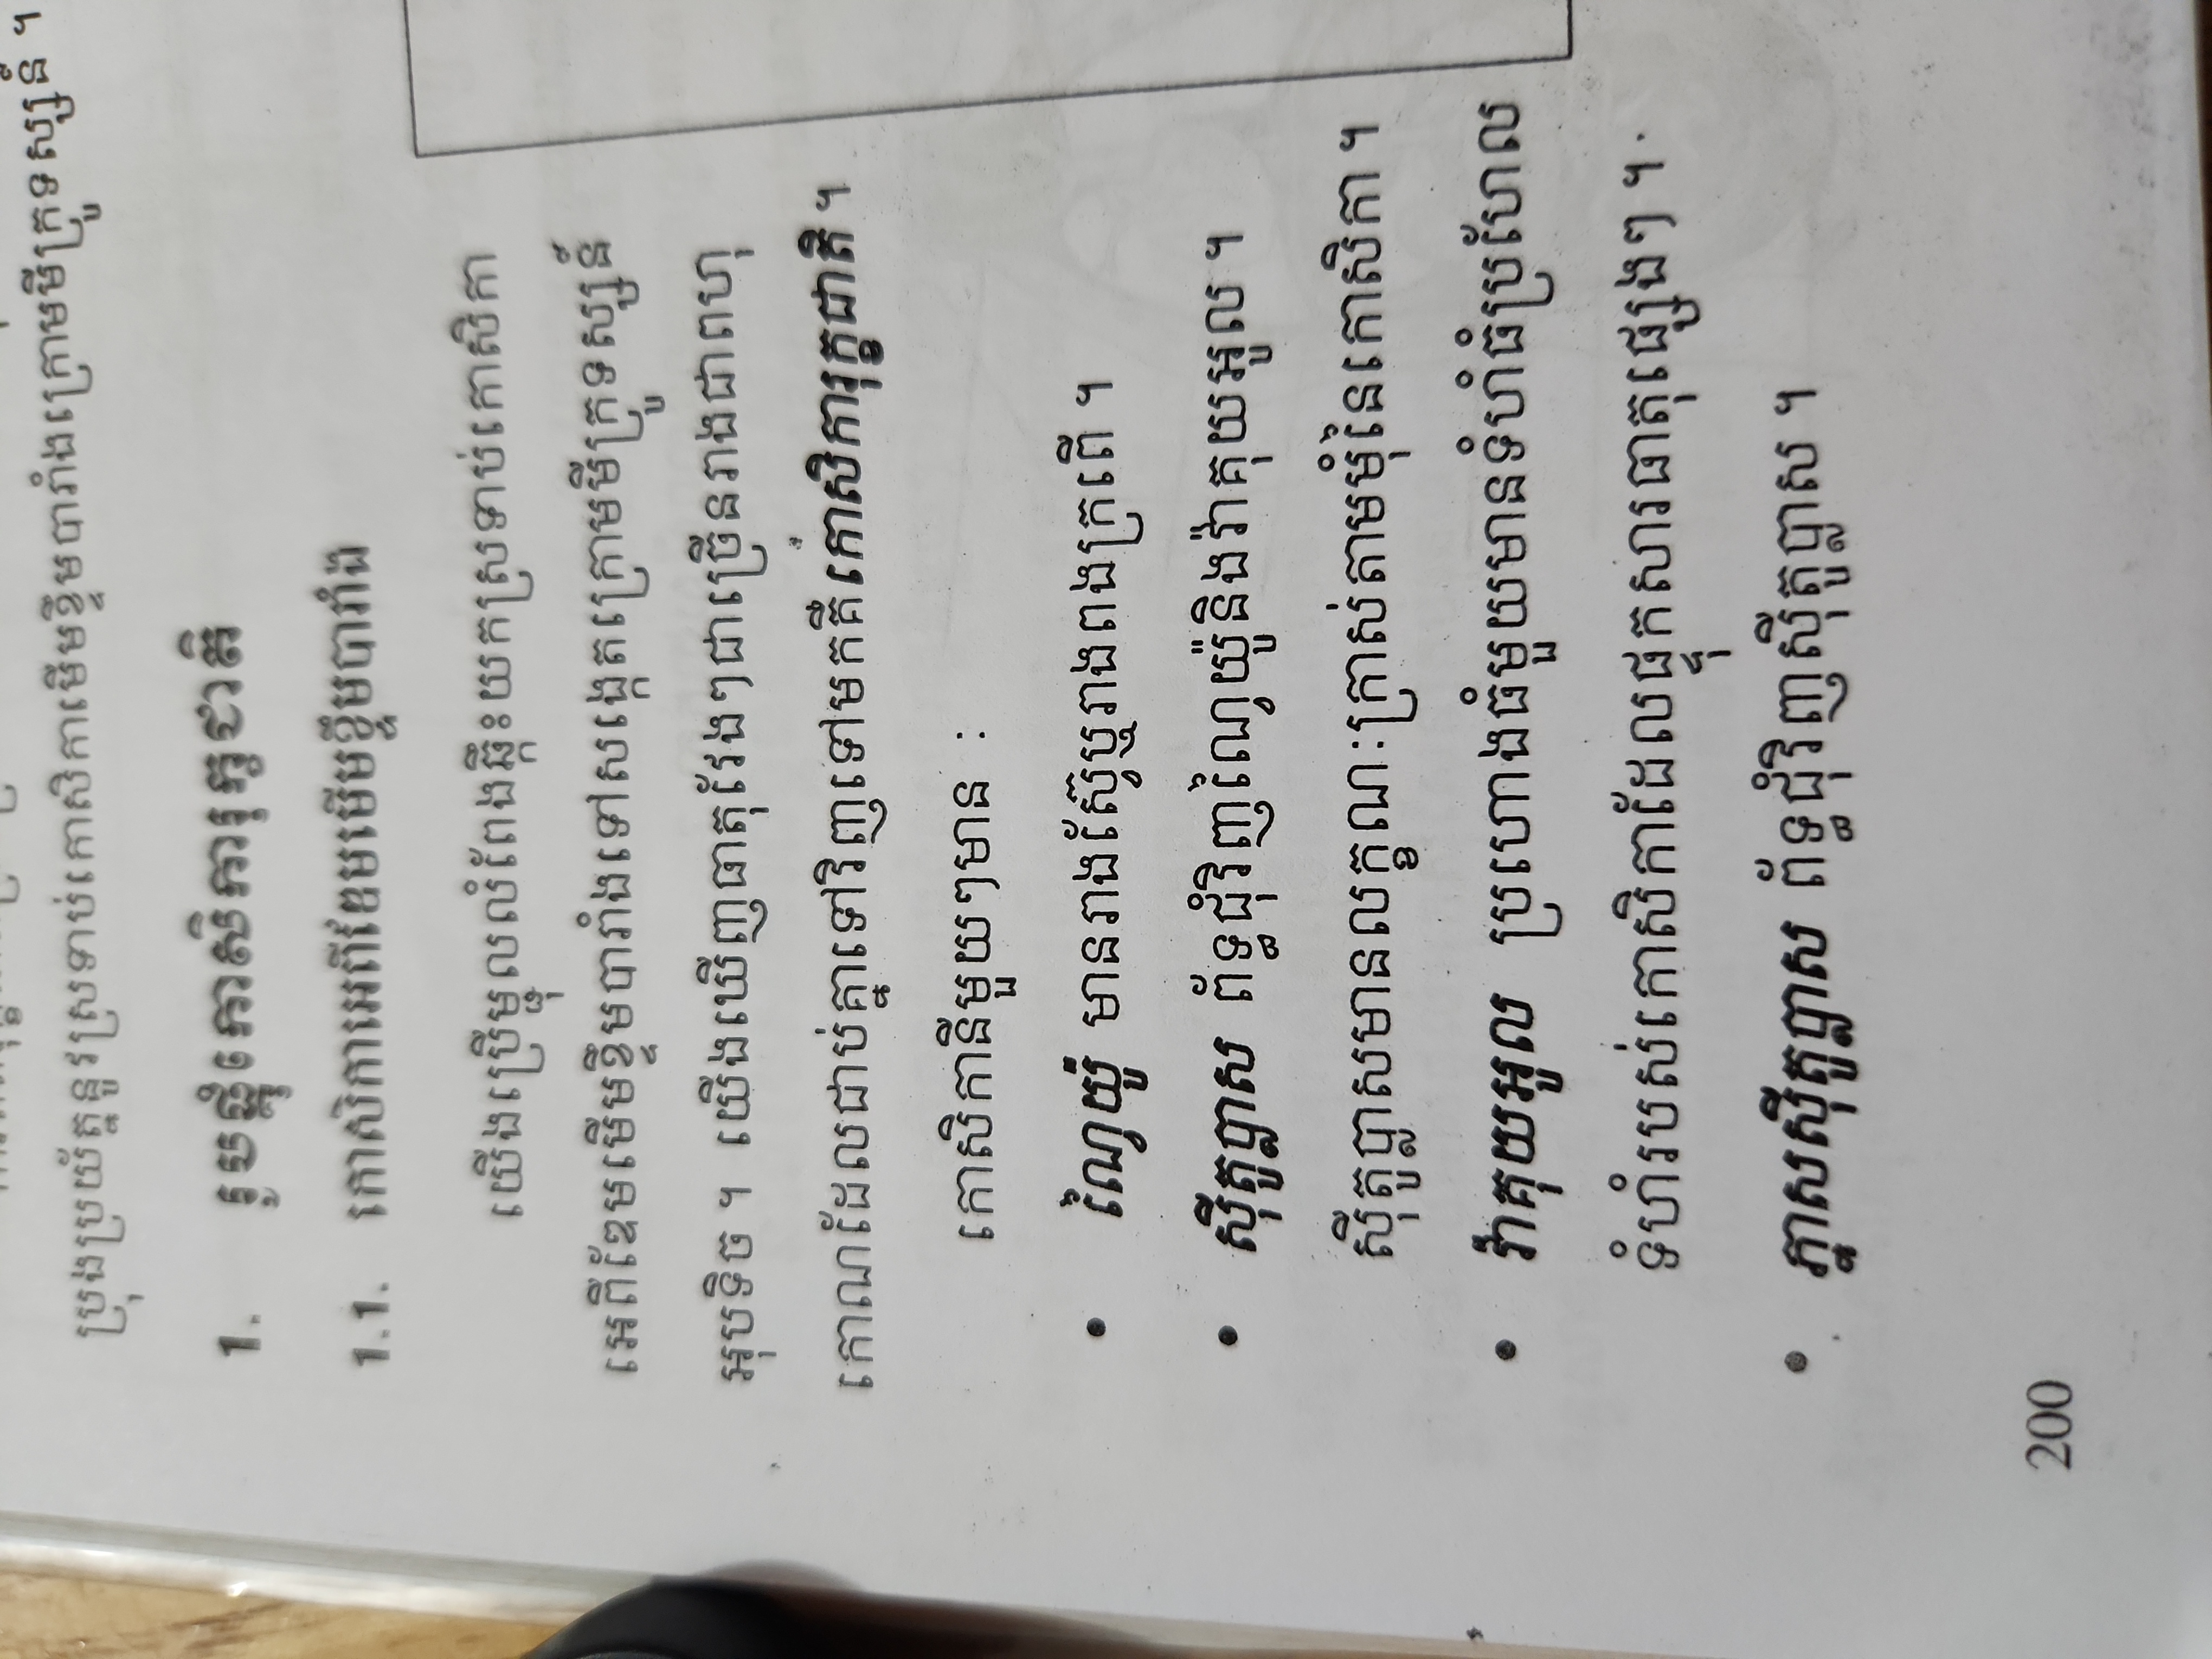 ប្រុងប្រយ័ត្ននូវស្រទាប់កោសិកាមើមខ្ទឹមបារាំងក្រោមមីក្រូទស្សន៍ ។
1. រូបផ្គុំកោសិការុក្ខជាតិ
1.1. កោសិកាអេពីឌែមមើមខ្ទឹមបារាំង
យើងប្រើម្ជុលលំពែងឆ្កឹះយកស្រទាប់កោសិកា
អេពីឌែមមើមខ្ទឹមបារាំងទៅសង្កេតក្រោមមីក្រូទស្សន៍
អុបទិច ។ យើងឃើញធាតុវែងៗជាច្រើនរាងជាពហុ
កោណដែលជាប់គ្នាទៅវិញទៅមកគឺកោសិការុក្ខជាតិ ។
កោសិកានីមួយៗមាន :
• ណ្វៃយ៉ូ មានរាងស៊្វែឬរាងពងក្រពើ ។
• ស៊ីតូប្លាស ព័ទ្ធជុំវិញណ្វៃយ៉ូនិងវ៉ាគុយអូល ។
ស៊ីតូប្លាសមានលក្ខណៈក្រាស់តាមមុំនៃកោសិកា ។
• វ៉ាគុយអូល ប្រហោងធំមួយមានទំហំធំប្រហែល
ទំហំរបស់កោសិកាដែលផ្ទុកសារធាតុផ្សេងៗ ។
• ភ្នាសស៊ីតូប្លាស ព័ទ្ធជុំវិញស៊ីតូប្លាស ។
200